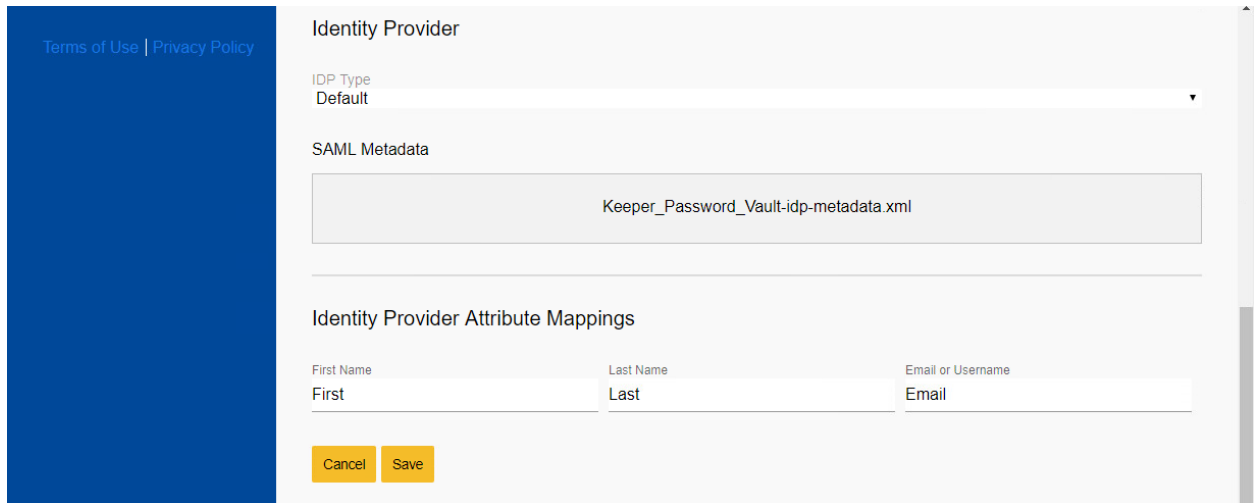 Terms of Use | Privacy Policy
Identity Provider
IDP Type
Default
SAML Metadata
Keeper_Password_Vault-idp-metadata.xml
Identity Provider Attribute Mappings
First Name Last Name Email or Username
First Last Email
Cancel Save